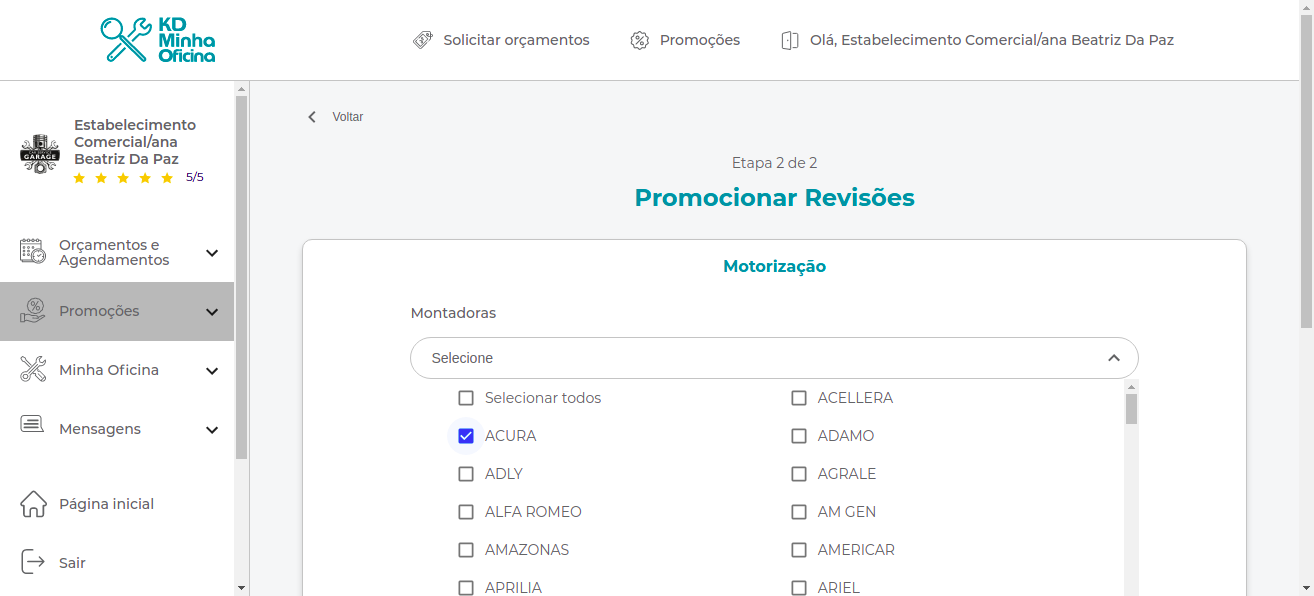 KD
Minha
Oficina
Solicitar orçamentos
Promoções
Olá, Estabelecimento Comercial/ana Beatriz Da Paz
GARAGE
Estabelecimento
Comercial/ana
Beatriz Da Paz
5/5
Orçamentos e
Agendamentos
Promoções
Minha Oficina
Mensagens
Página inicial
Sair
Voltar
Etapa 2 de 2
Promocionar Revisões
Motorização
Montadoras
Selecione
Selecionar todos
ACELLERA
ACURA
ADAMO
ADLY
AGRALE
ALFA ROMEO
AM GEN
AMAZONAS
AMERICAR
APRILIA
ARIEL